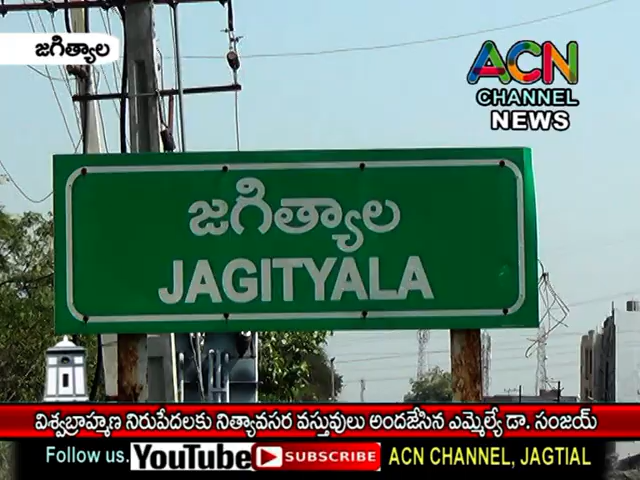 జగిత్యాల
ACN
CHANNEL
NEWS
జగిత్యాల
JAGITYALA
విశ్వబ్రాహ్మణ నిరుపేదలకు నిత్యావసర వస్తువులు అందజేసిన ఎమ్మెల్యే డా. సంజయ్
Follow us. YouTube SUBSCRIBE ACN CHANNEL, JAGTIAL